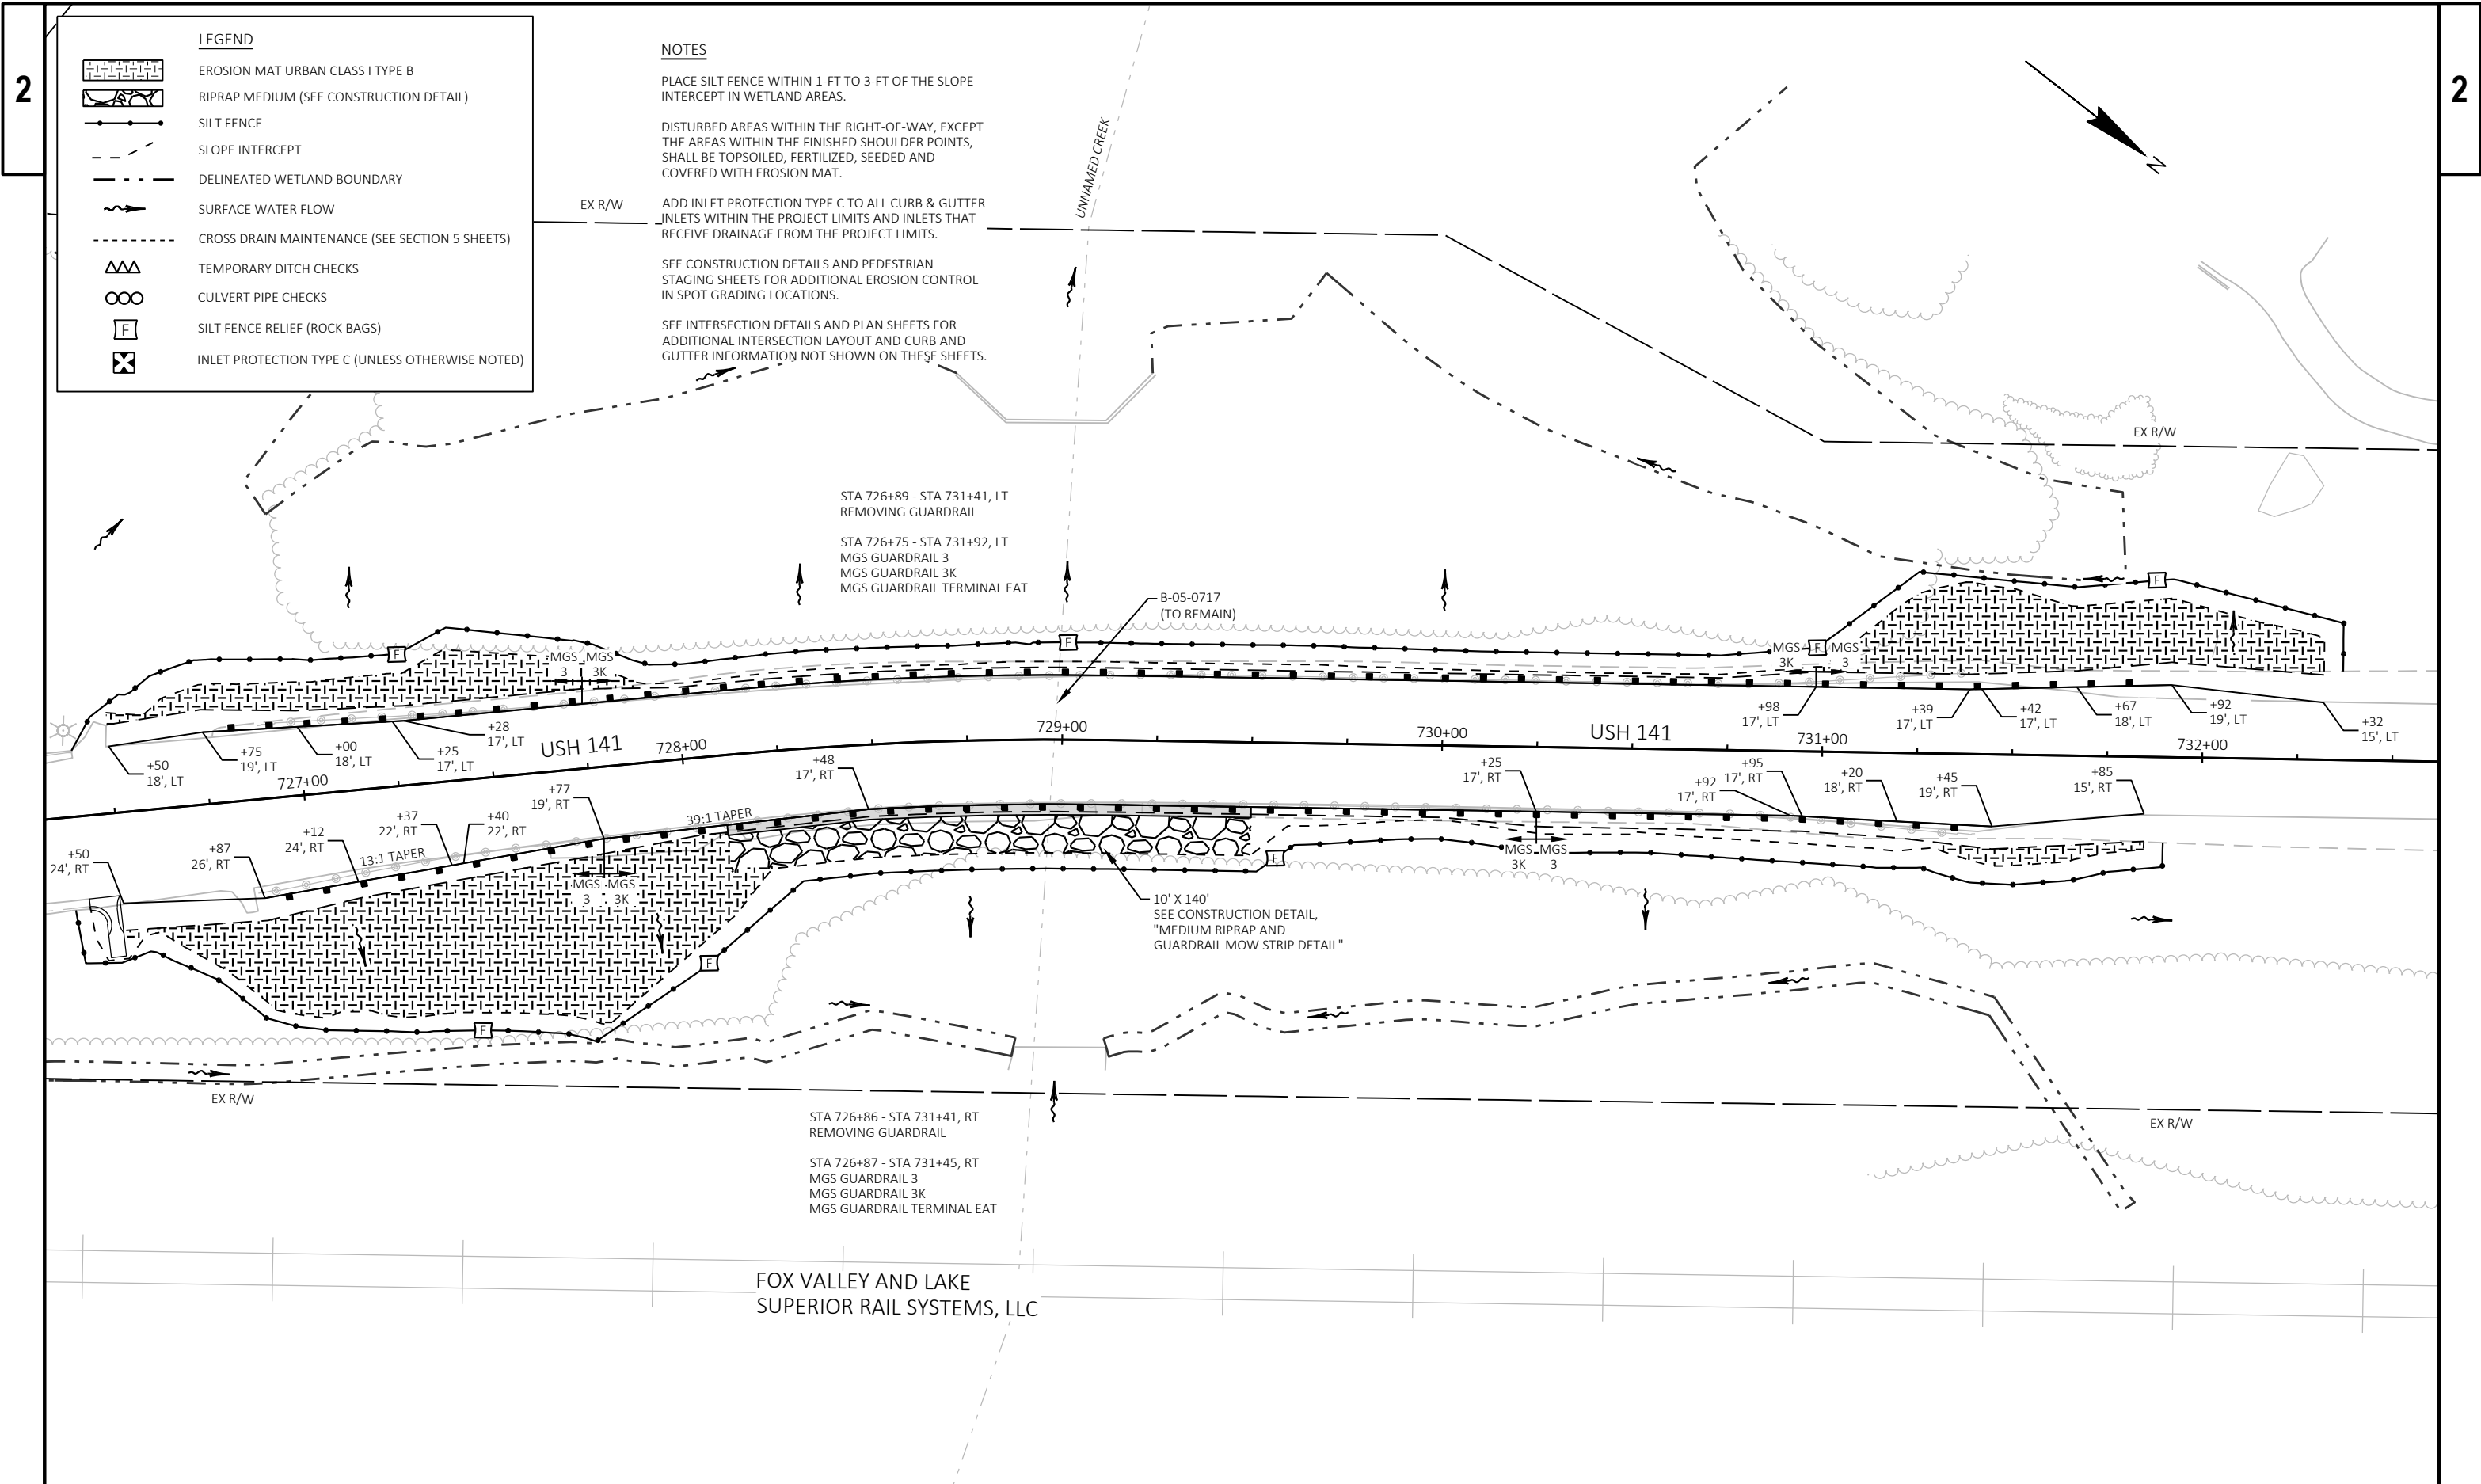 2
2
LEGEND
EROSION MAT URBAN CLASS I TYPE B
RIPRAP MEDIUM (SEE CONSTRUCTION DETAIL)
SILT FENCE
SLOPE INTERCEPT
DELINEATED WETLAND BOUNDARY
SURFACE WATER FLOW
CROSS DRAIN MAINTENANCE (SEE SECTION 5 SHEETS)
TEMPORARY DITCH CHECKS
CULVERT PIPE CHECKS
F
SILT FENCE RELIEF (ROCK BAGS)
INLET PROTECTION TYPE C (UNLESS OTHERWISE NOTED)
NOTES
PLACE SILT FENCE WITHIN 1-FT TO 3-FT OF THE SLOPE
INTERCEPT IN WETLAND AREAS.
DISTURBED AREAS WITHIN THE RIGHT-OF-WAY, EXCEPT
THE AREAS WITHIN THE FINISHED SHOULDER POINTS,
SHALL BE TOPSOILED, FERTILIZED, SEEDED AND
COVERED WITH EROSION MAT.
ADD INLET PROTECTION TYPE C TO ALL CURB & GUTTER
INLETS WITHIN THE PROJECT LIMITS AND INLETS THAT
RECEIVE DRAINAGE FROM THE PROJECT LIMITS.
SEE CONSTRUCTION DETAILS AND PEDESTRIAN
STAGING SHEETS FOR ADDITIONAL EROSION CONTROL
IN SPOT GRADING LOCATIONS.
SEE INTERSECTION DETAILS AND PLAN SHEETS FOR
ADDITIONAL INTERSECTION LAYOUT AND CURB AND
GUTTER INFORMATION NOT SHOWN ON THESE SHEETS.
UNNAMED CREEK
N
EX R/W
EX R/W
STA 726+89 - STA 731+41, LT
REMOVING GUARDRAIL
STA 726+75 - STA 731+92, LT
MGS GUARDRAIL 3
MGS GUARDRAIL 3K
MGS GUARDRAIL TERMINAL EAT
B-05-0717
(TO REMAIN)
F
F
F
F
MGS MGS
3 3K
MGS MGS
3K 3
+50
18', LT
+75
19', LT
+00
18', LT
+25
17', LT
+28
17', LT
+98
17', LT
+39
17', LT
+42
17', LT
+67
18', LT
+92
19', LT
+32
15', LT
USH 141
USH 141
727+00
728+00
729+00
730+00
731+00
732+00
+50
24', RT
+87
26', RT
+12
24', RT
13:1 TAPER
+37
22', RT
+40
22', RT
+77
19', RT
39:1 TAPER
+48
17', RT
+25
17', RT
+92
17', RT
+95
17', RT
+20
18', RT
+45
19', RT
+85
15', RT
MGS MGS
3 3K
MGS MGS
3K 3
F
F
F
10' X 140'
SEE CONSTRUCTION DETAIL,
"MEDIUM RIPRAP AND
GUARDRAIL MOW STRIP DETAIL"
EX R/W
EX R/W
STA 726+86 - STA 731+41, RT
REMOVING GUARDRAIL
STA 726+87 - STA 731+45, RT
MGS GUARDRAIL 3
MGS GUARDRAIL 3K
MGS GUARDRAIL TERMINAL EAT
FOX VALLEY AND LAKE
SUPERIOR RAIL SYSTEMS, LLC